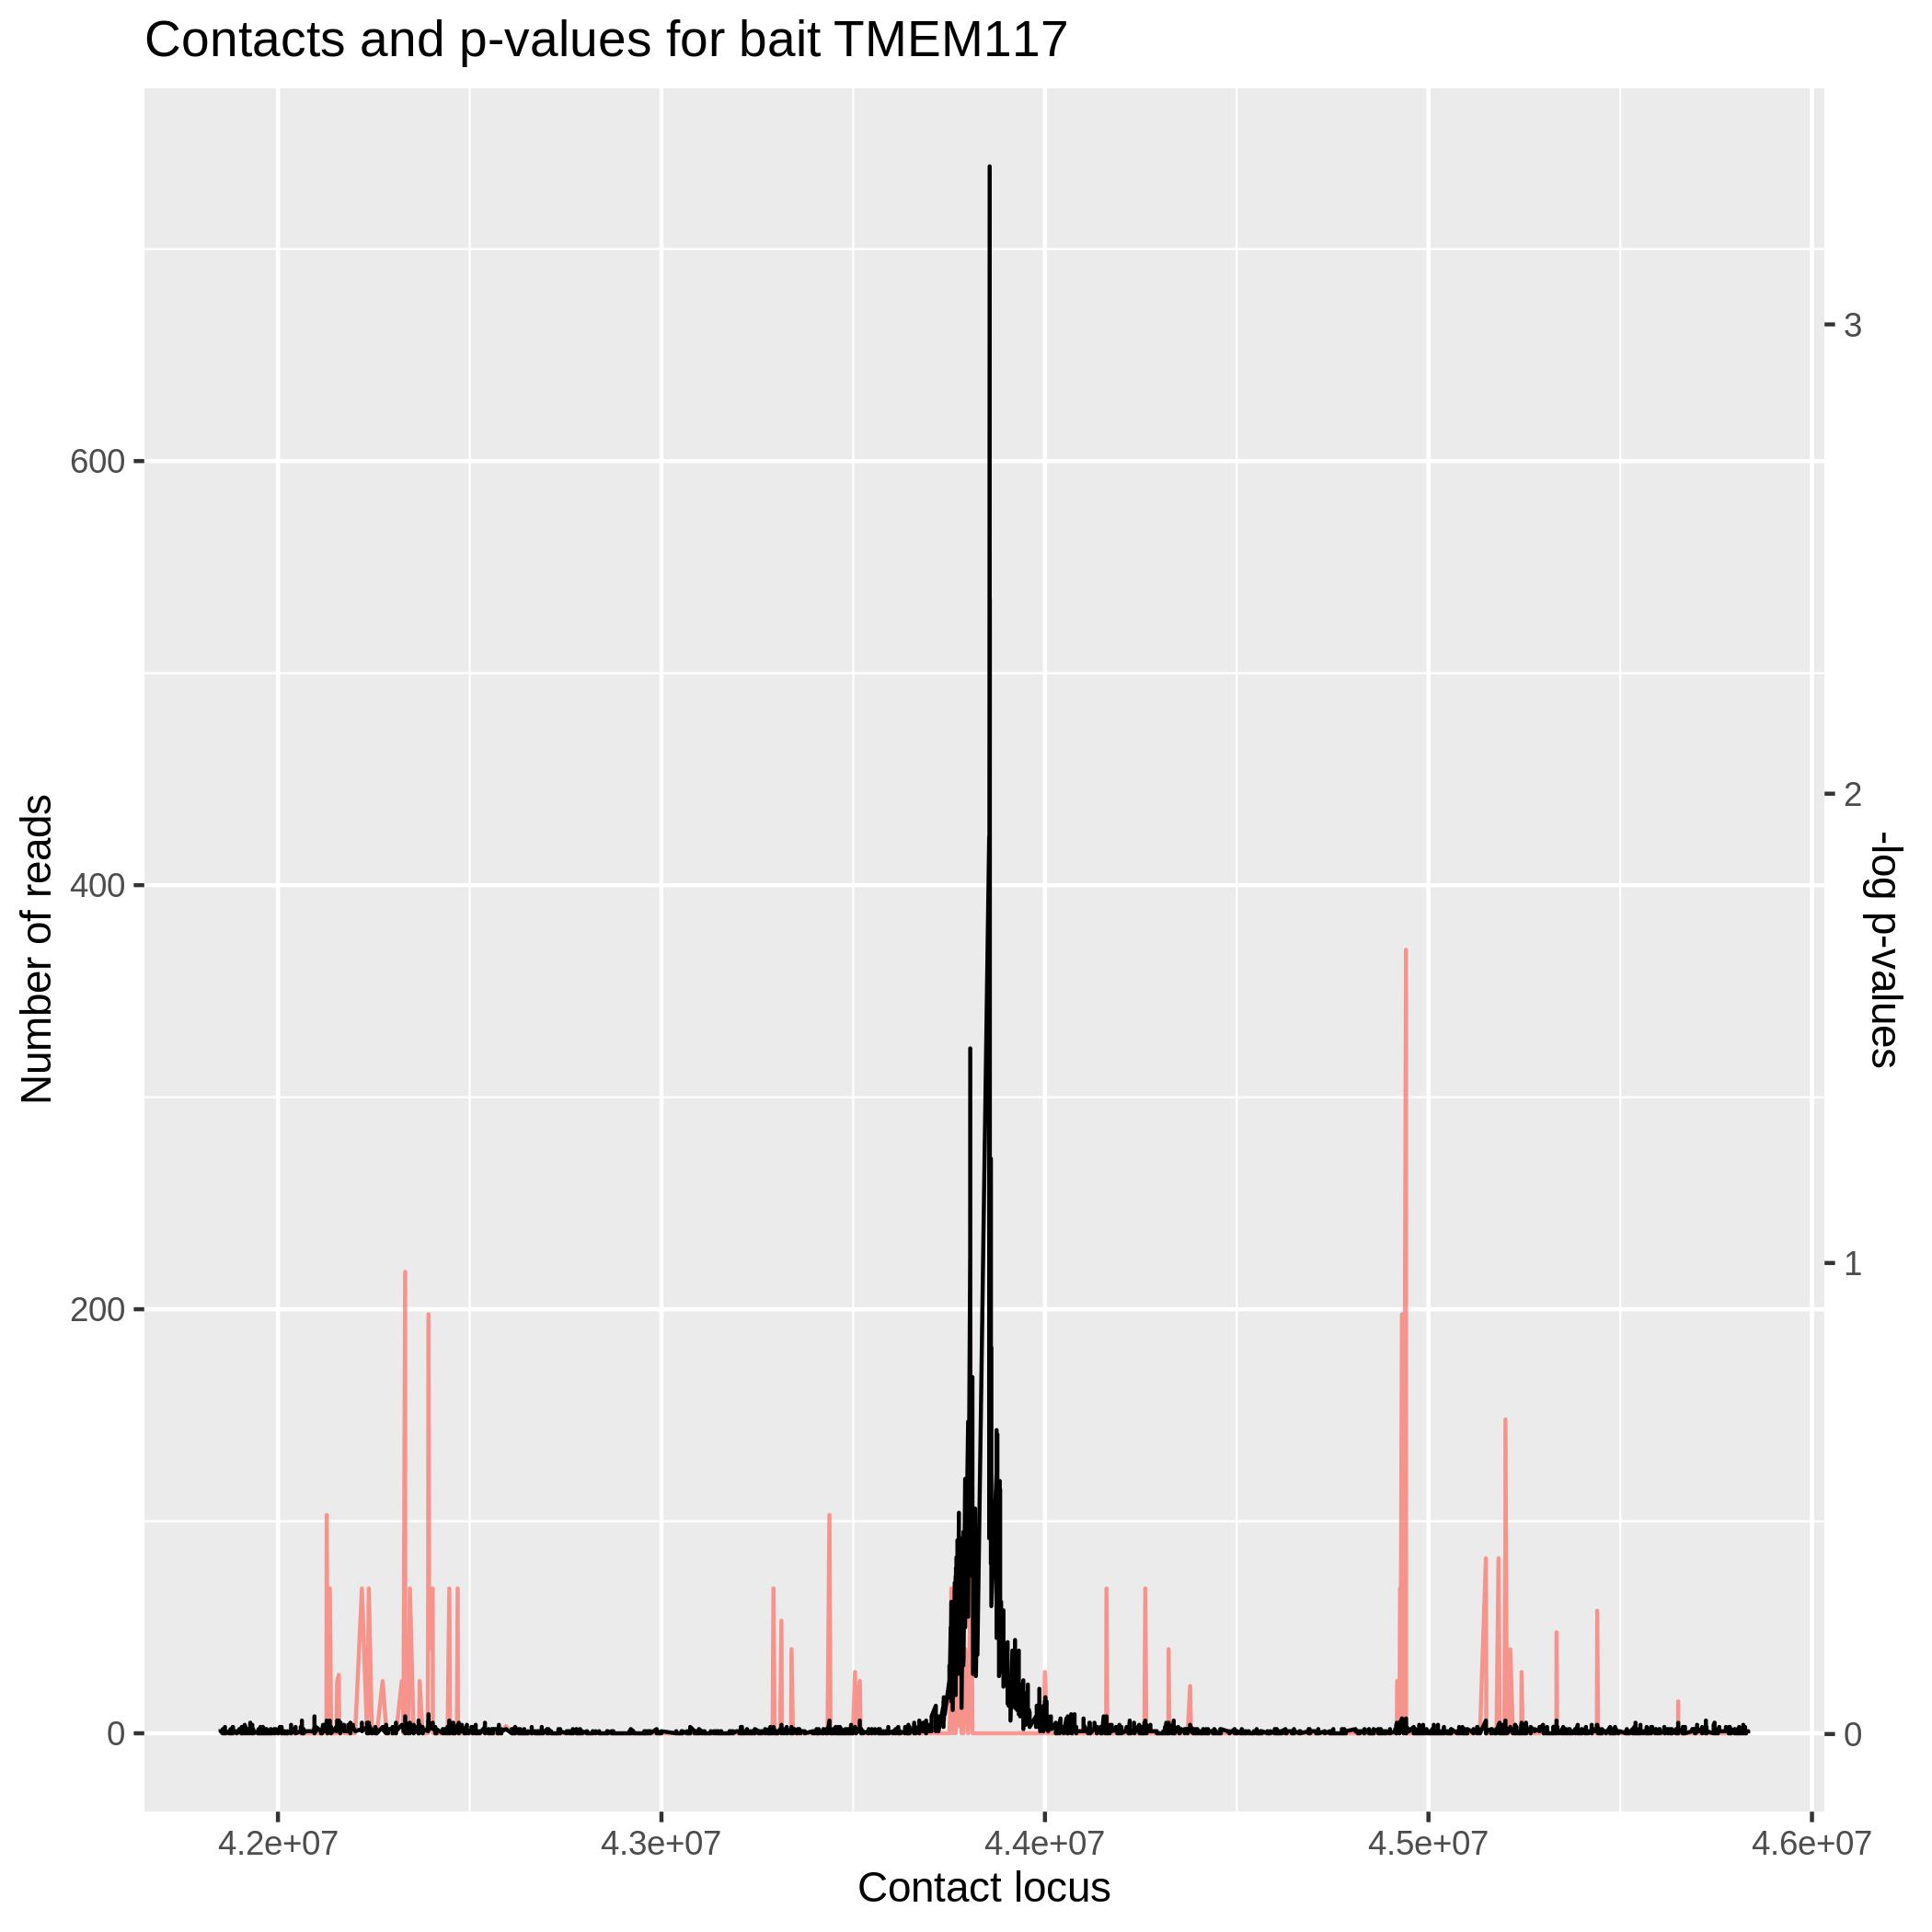 Contacts and p-values for bait TMEM117
Number of reads
600
400
200
0
3
2
1
0
-log p-values
4.2e+07
4.3e+07
4.4e+07
4.5e+07
4.6e+07
Contact locus